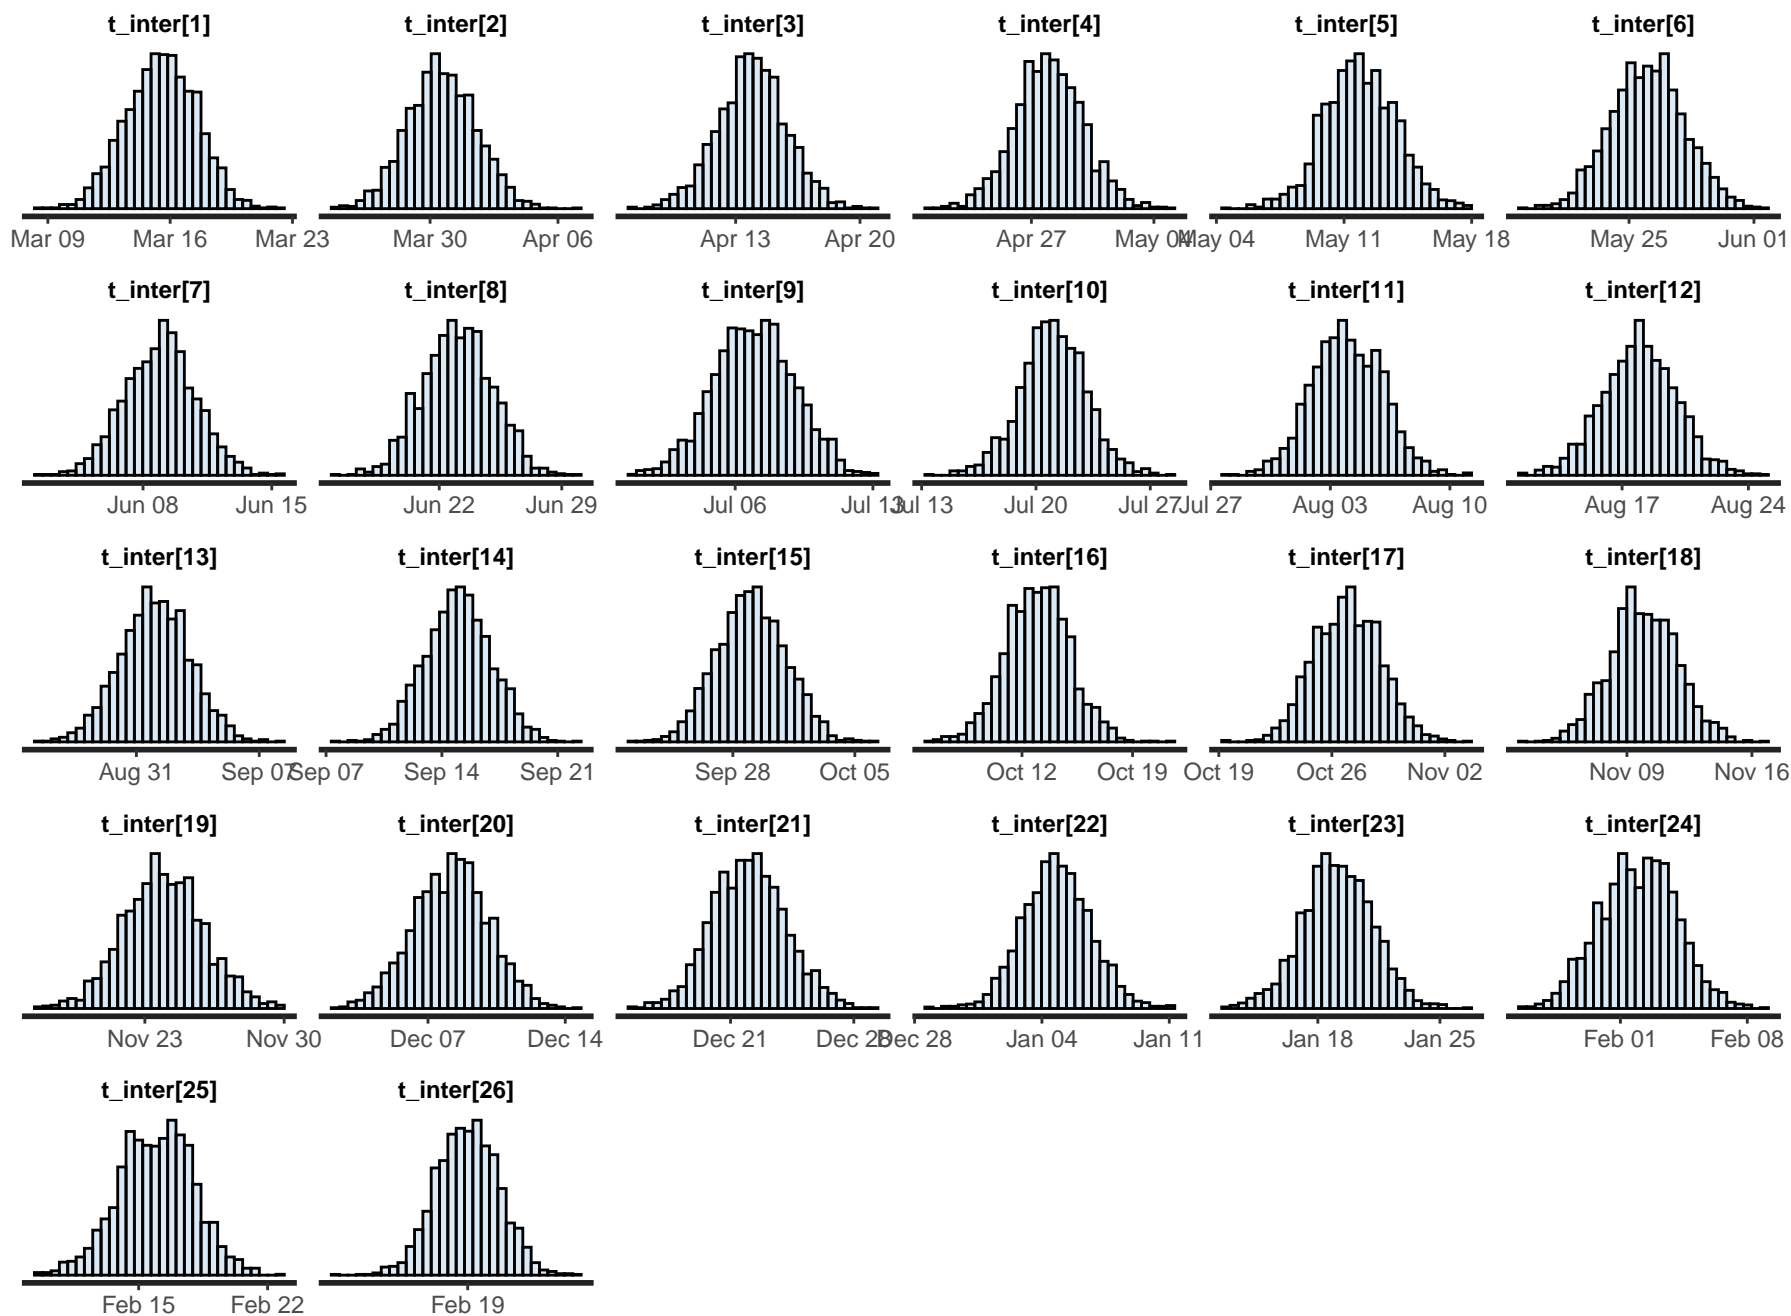 t_inter[1] t_inter[2] t_inter[3] t_inter[4] t_inter[5] t_inter[6]
Mar 09 Mar 16 Mar 23 Mar 30 Apr 06 Apr 13 Apr 20 Apr 27 May 04 May 04 May 11 May 18 May 25 Jun 01
t_inter[7] t_inter[8] t_inter[9] t_inter[10] t_inter[11] t_inter[12]
Jun 08 Jun 15 Jun 22 Jun 29 Jul 06 Jul 13 Jul 13 Jul 20 Jul 27 Jul 27 Aug 03 Aug 10 Aug 17 Aug 24
t_inter[13] t_inter[14] t_inter[15] t_inter[16] t_inter[17] t_inter[18]
Aug 31 Sep 07 Sep 07 Sep 14 Sep 21 Sep 28 Oct 05 Oct 12 Oct 19 Oct 19 Oct 26 Nov 02 Nov 09 Nov 16
t_inter[19] t_inter[20] t_inter[21] t_inter[22] t_inter[23] t_inter[24]
Nov 23 Nov 30 Dec 07 Dec 14 Dec 21 Dec 28 Dec 28 Jan 04 Jan 11 Jan 18 Jan 25 Feb 01 Feb 08
t_inter[25] t_inter[26]
Feb 15 Feb 22 Feb 19